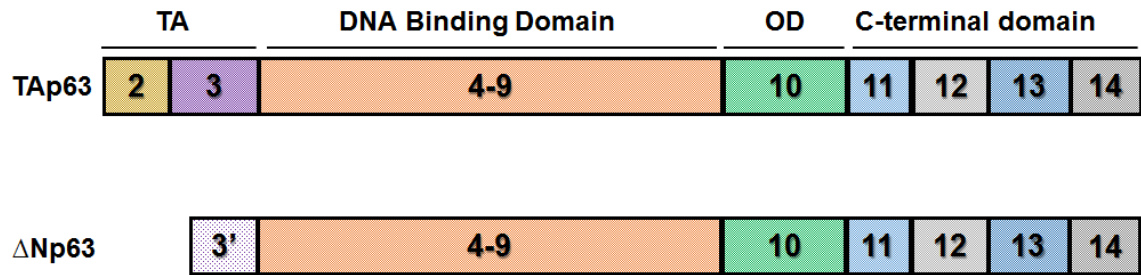 TA DNA Binding Domain OD C-terminal domain
TAp63 2 3 4-9 10 11 12 13 14
∆Np63 3’ 4-9 10 11 12 13 14